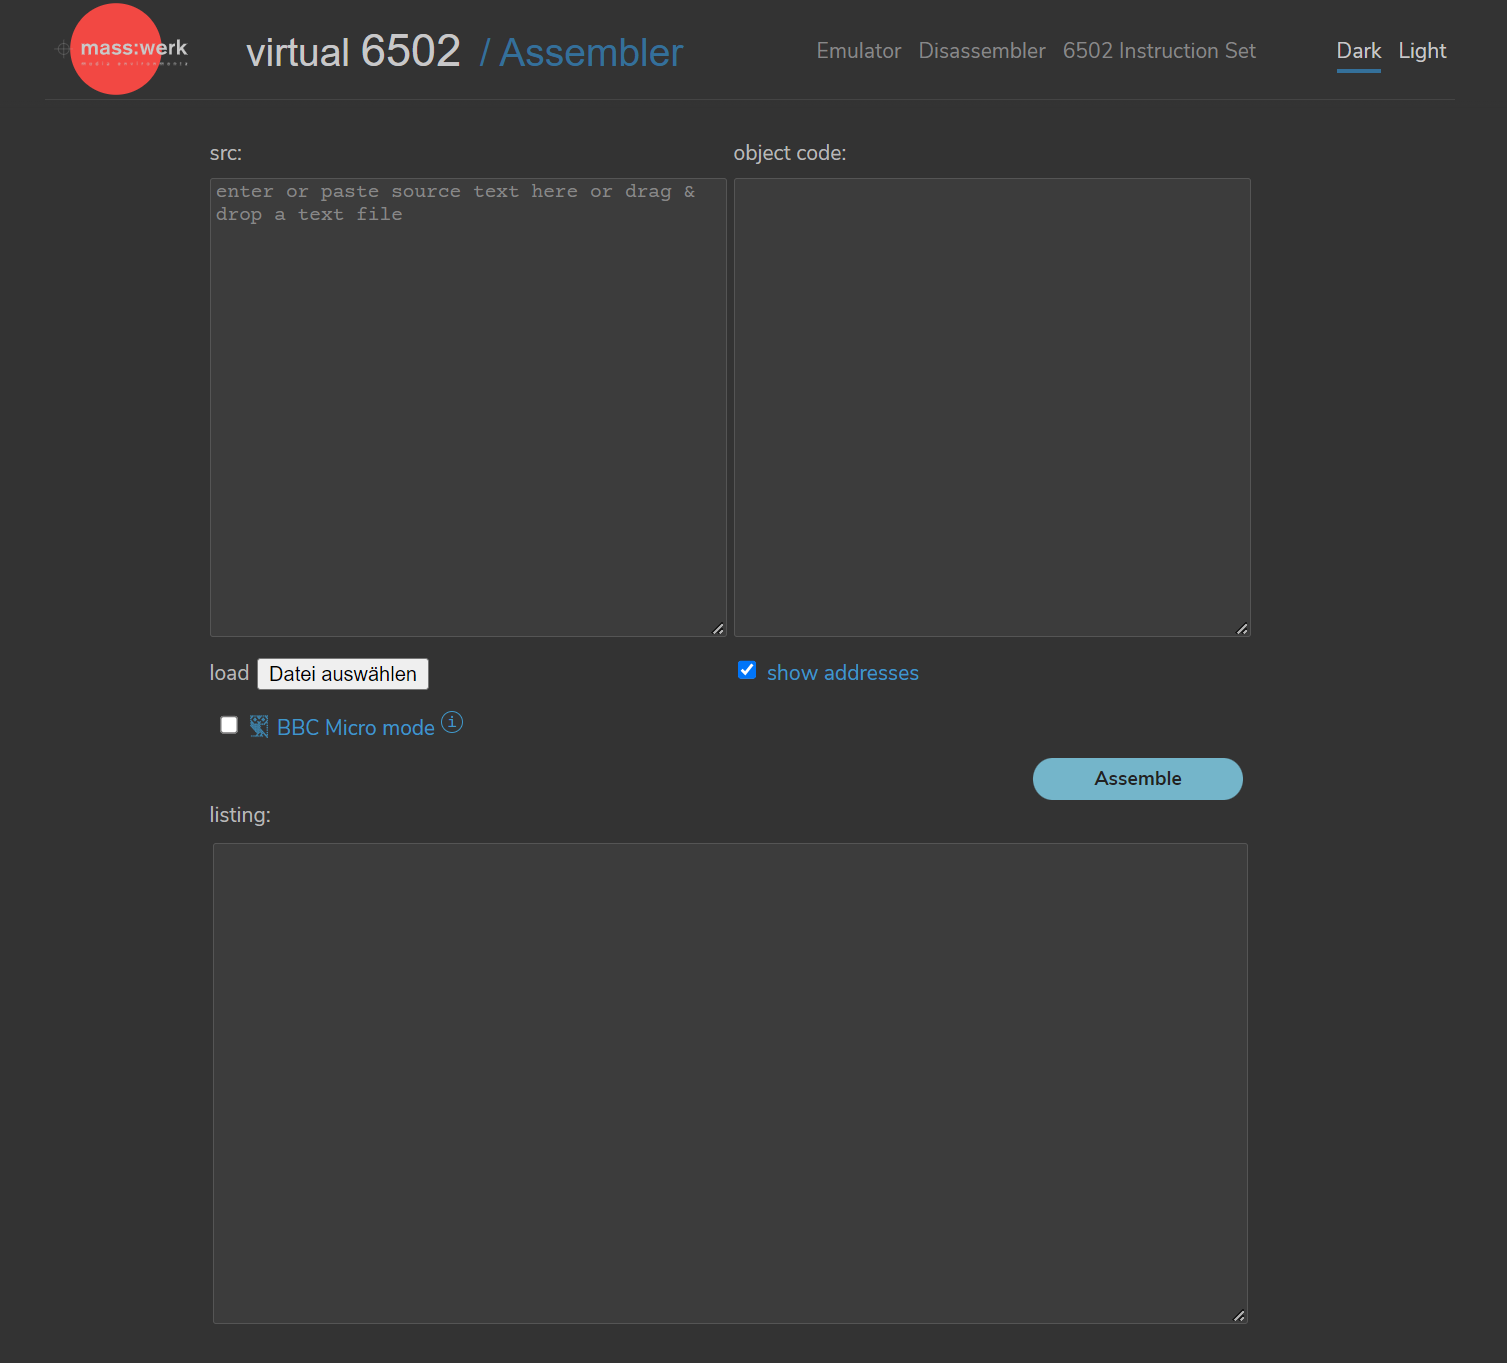 mass:werk
media environments
virtual 6502 / Assembler
Emulator Disassembler 6502 Instruction Set
Dark Light
src:
object code:
enter or paste source text here or drag &
drop a text file
load Datei auswählen
show addresses
BBC Micro mode i
Assemble
listing: